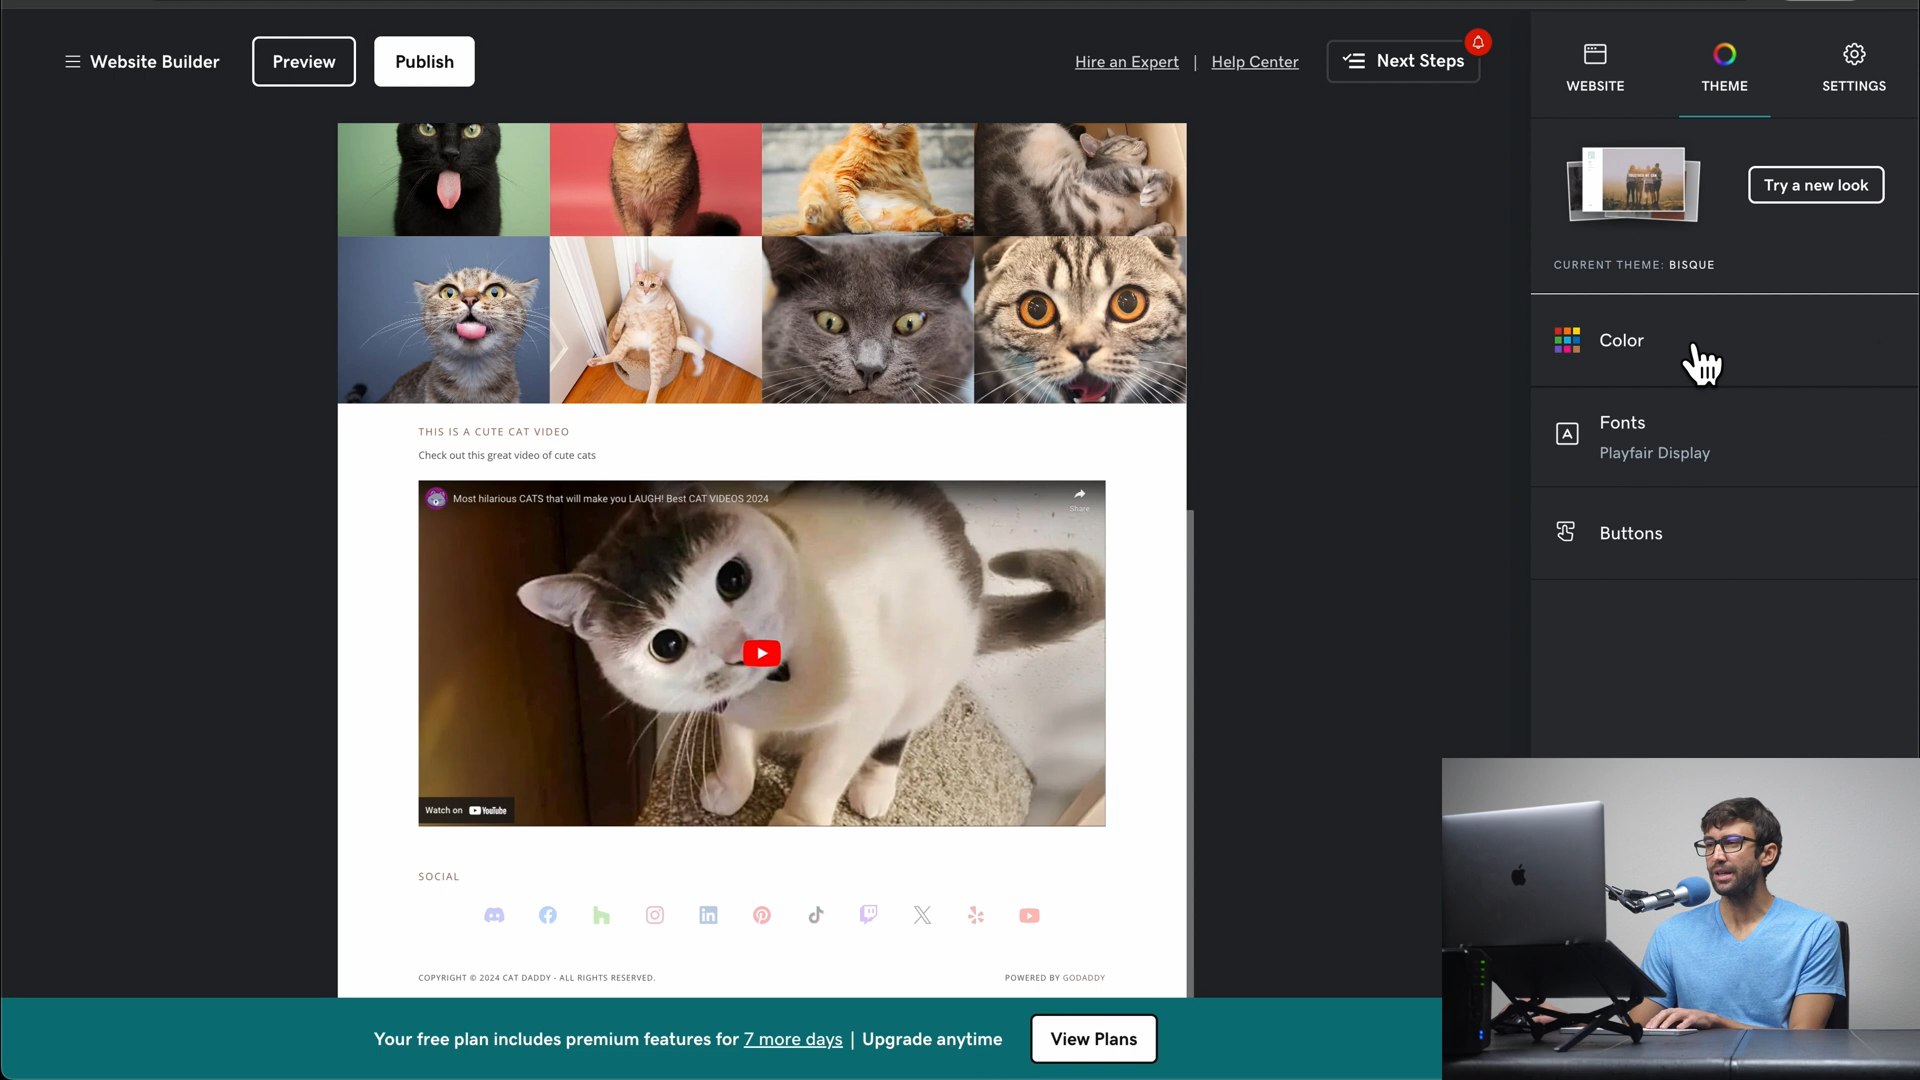 Website Builder
Preview
Publish
Hire an Expert | Help Center
Next Steps
WEBSITE
THEME
SETTINGS
Try a new look
CURRENT THEME: BISQUE
Color
Fonts
Playfair Display
Buttons
THIS IS A CUTE CAT VIDEO
Check out this great video of cute cats
Most hilarious CATS that will make you LAUGH! Best CAT VIDEOS 2024
Share
Watch on YouTube
SOCIAL
COPYRIGHT © 2024 CAT DADDY - ALL RIGHTS RESERVED.
POWERED BY GODADDY
Your free plan includes premium features for 7 more days | Upgrade anytime
View Plans